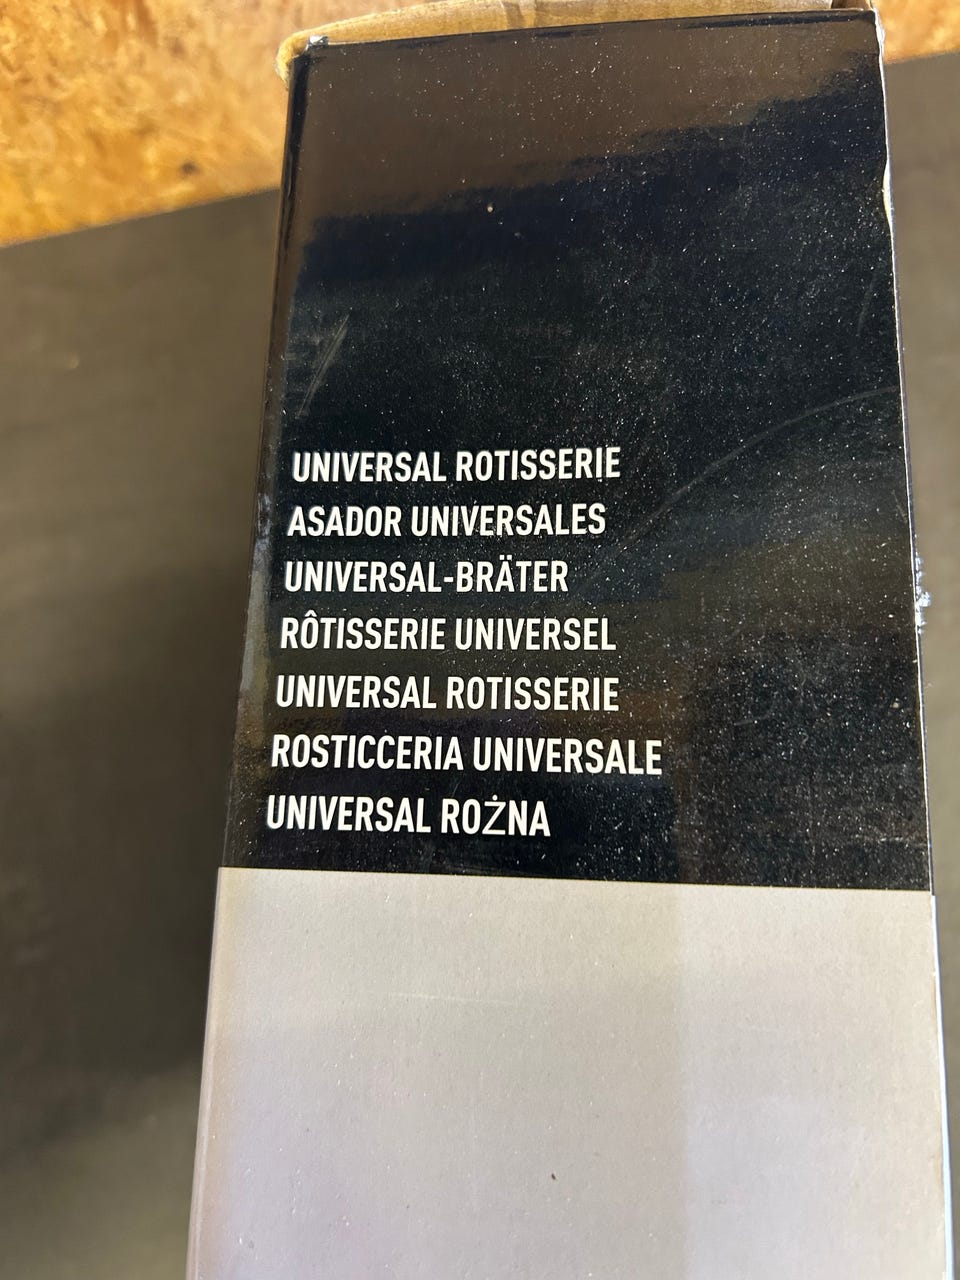 UNIVERSAL ROTISSERIE
ASADOR UNIVERSALES
UNIVERSAL-BRÄTER
RÔTISSERIE UNIVERSEL
UNIVERSAL ROTISSERIE
ROSTICCERIA UNIVERSALE
UNIVERSAL ROŻNA